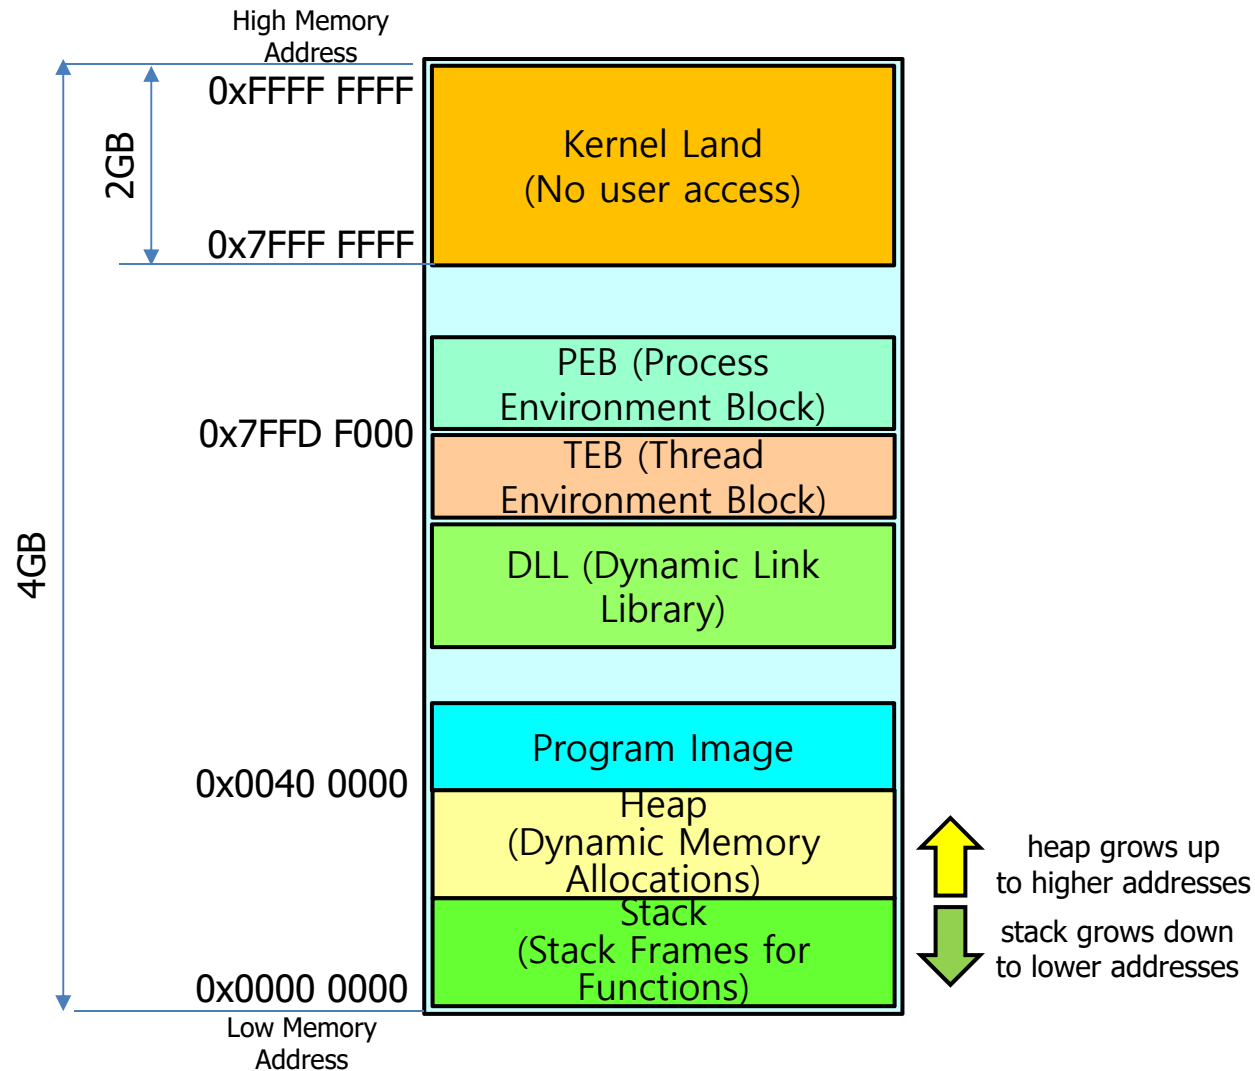 High Memory
Address
0xFFFF FFFF
2GB
0x7FFF FFFF
Kernel Land
(No user access)
PEB (Process
Environment Block)
0x7FFD F000
TEB (Thread
Environment Block)
4GB
DLL (Dynamic Link
Library)
Program Image
0x0040 0000
Heap
(Dynamic Memory
Allocations)
heap grows up
to higher addresses
Stack
(Stack Frames for
Functions)
stack grows down
to lower addresses
0x0000 0000
Low Memory
Address